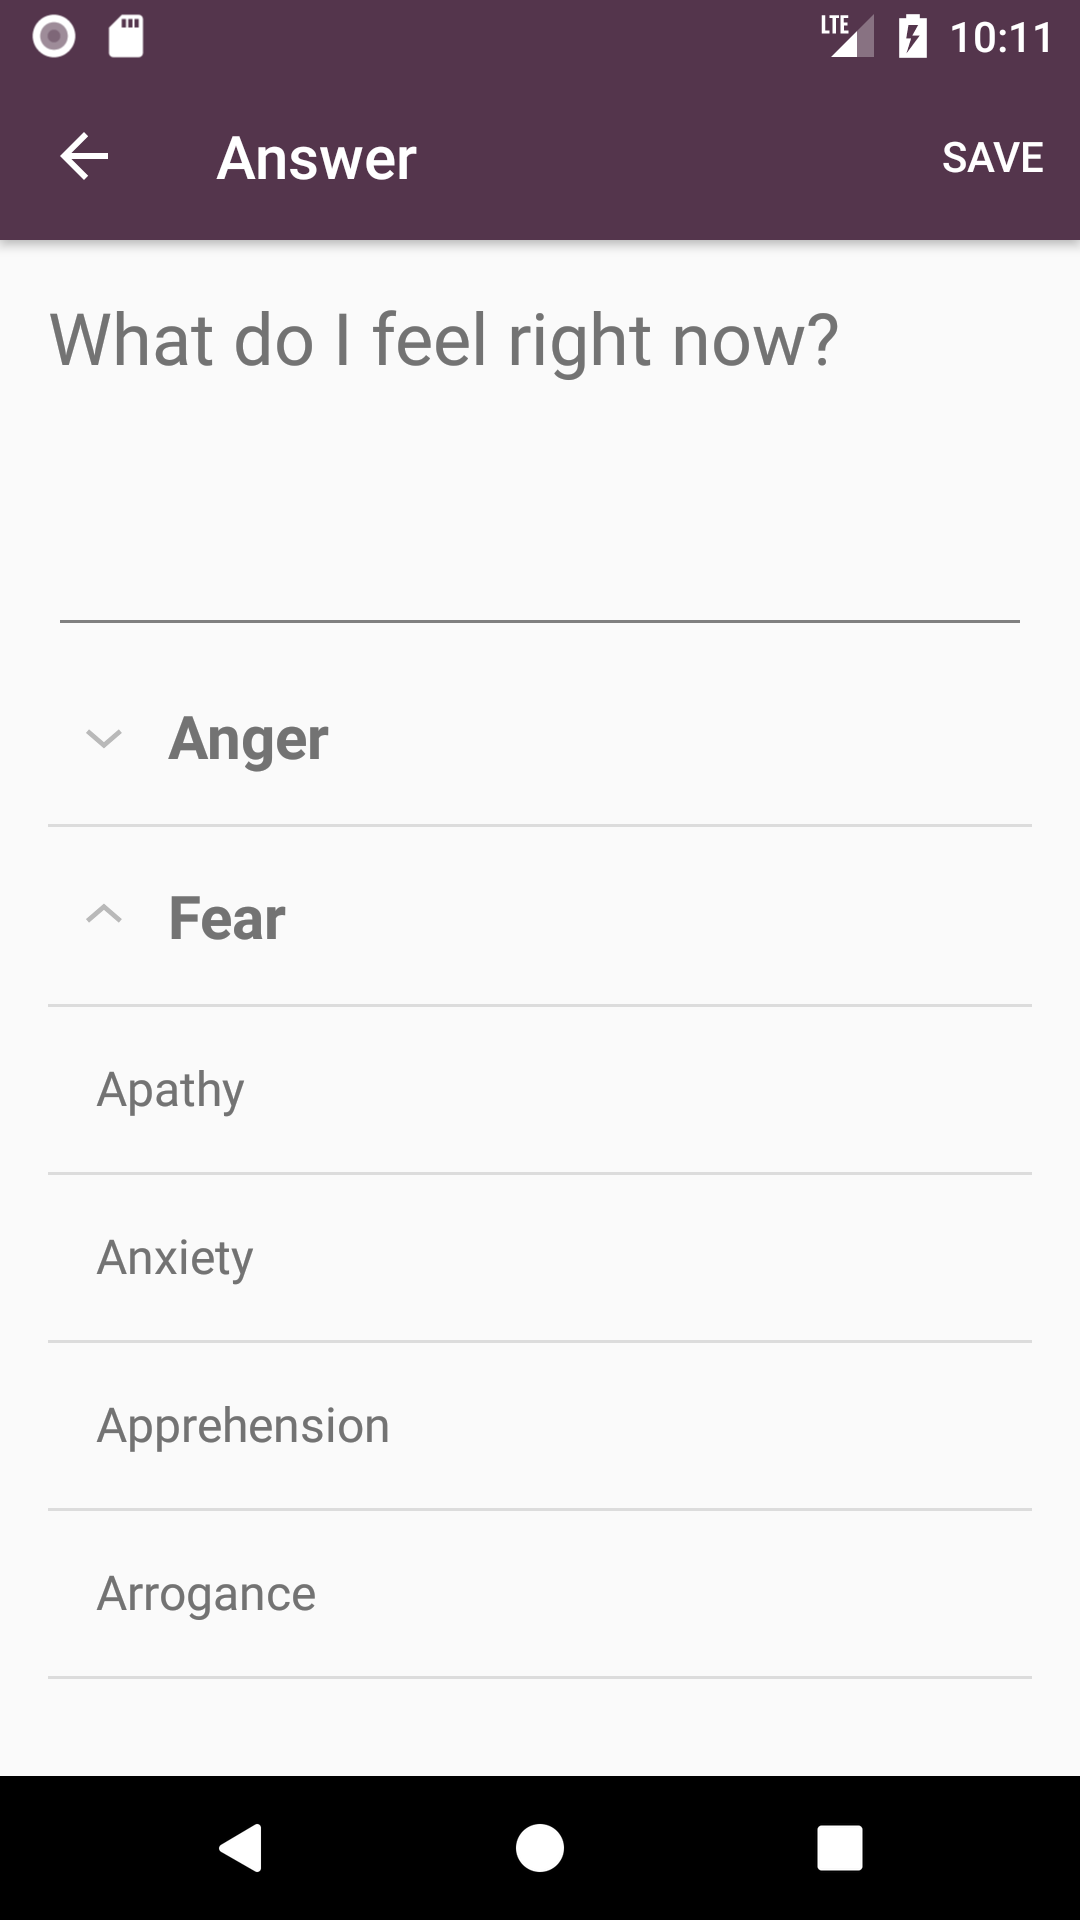 LTE 10:11
Answer SAVE
What do I feel right now?
Anger
Fear
Apathy
Anxiety
Apprehension
Arrogance